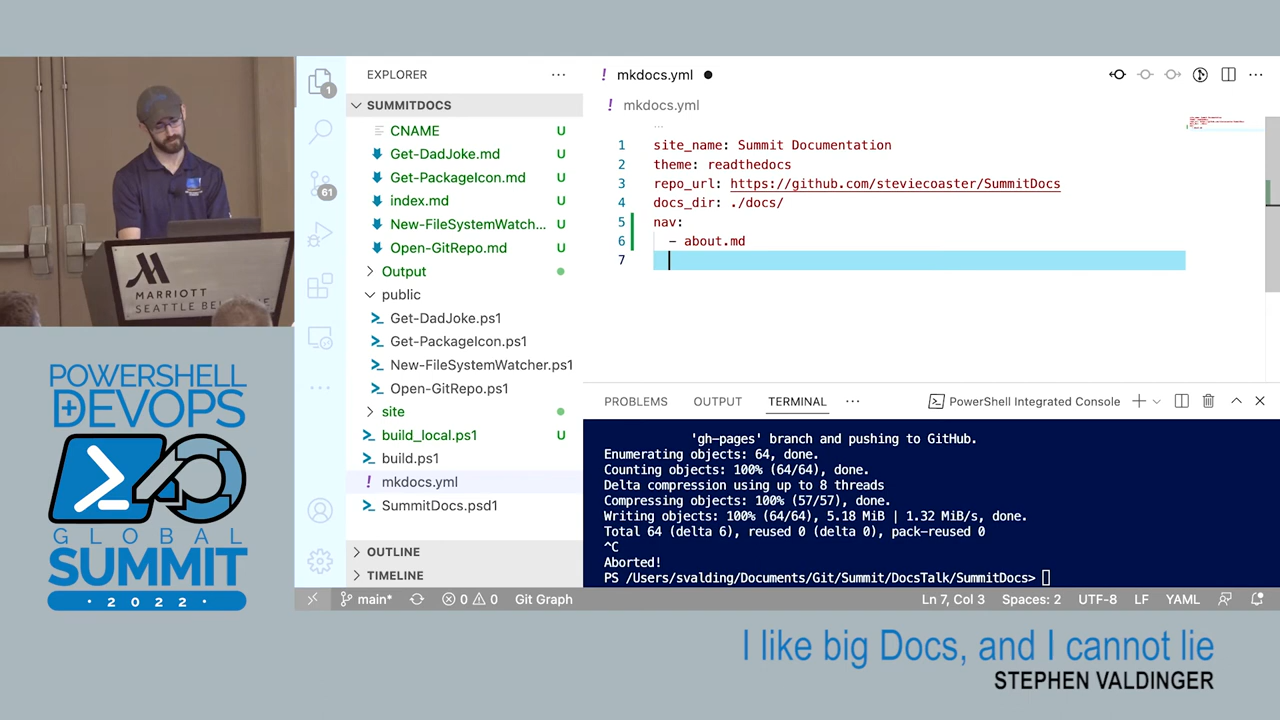 EXPLORER
SUMMITDOCS
CNAME U
Get-DadJoke.md U
Get-PackageIcon.md U
index.md U
New-FileSystemWatch... U
Open-GitRepo.md U
Output
public
Get-DadJoke.ps1
Get-PackageIcon.ps1
New-FileSystemWatcher.ps1
Open-GitRepo.ps1
site
build_local.ps1 U
build.ps1
mkdocs.yml
SummitDocs.psd1
OUTLINE
TIMELINE
1
61
! mkdocs.yml
! mkdocs.yml
1 site_name: Summit Documentation
2 theme: readthedocs
3 repo_url: https://github.com/steviecoaster/SummitDocs
4 docs_dir: ./docs/
5 nav:
6 - about.md
7
PROBLEMS OUTPUT TERMINAL PowerShell Integrated Console
'gh-pages' branch and pushing to GitHub.
Enumerating objects: 64, done.
Counting objects: 100% (64/64), done.
Delta compression using up to 8 threads
Compressing objects: 100% (57/57), done.
Writing objects: 100% (64/64), 5.18 MiB | 1.32 MiB/s, done.
Total 64 (delta 6), reused 0 (delta 0), pack-reused 0
^C
Aborted!
PS /Users/svalding/Documents/Git/Summit/DocsTalk/SummitDocs>
main* 0 0 Git Graph Ln 7, Col 3 Spaces: 2 UTF-8 LF YAML
MARRIOTT
POWERSHELL
DEVOPS
GLOBAL
SUMMIT
· 2 0 2 2 ·
I like big Docs, and I cannot lie
STEPHEN VALDINGER